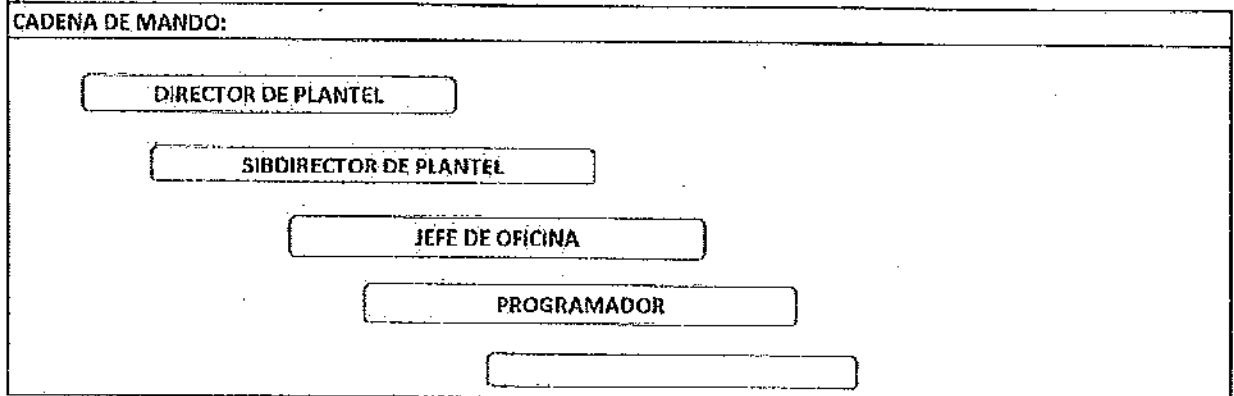 CADENA DE MANDO:
DIRECTOR DE PLANTEL
SIBDIRECTOR DE PLANTEL
JEFE DE OFICINA
PROGRAMADOR